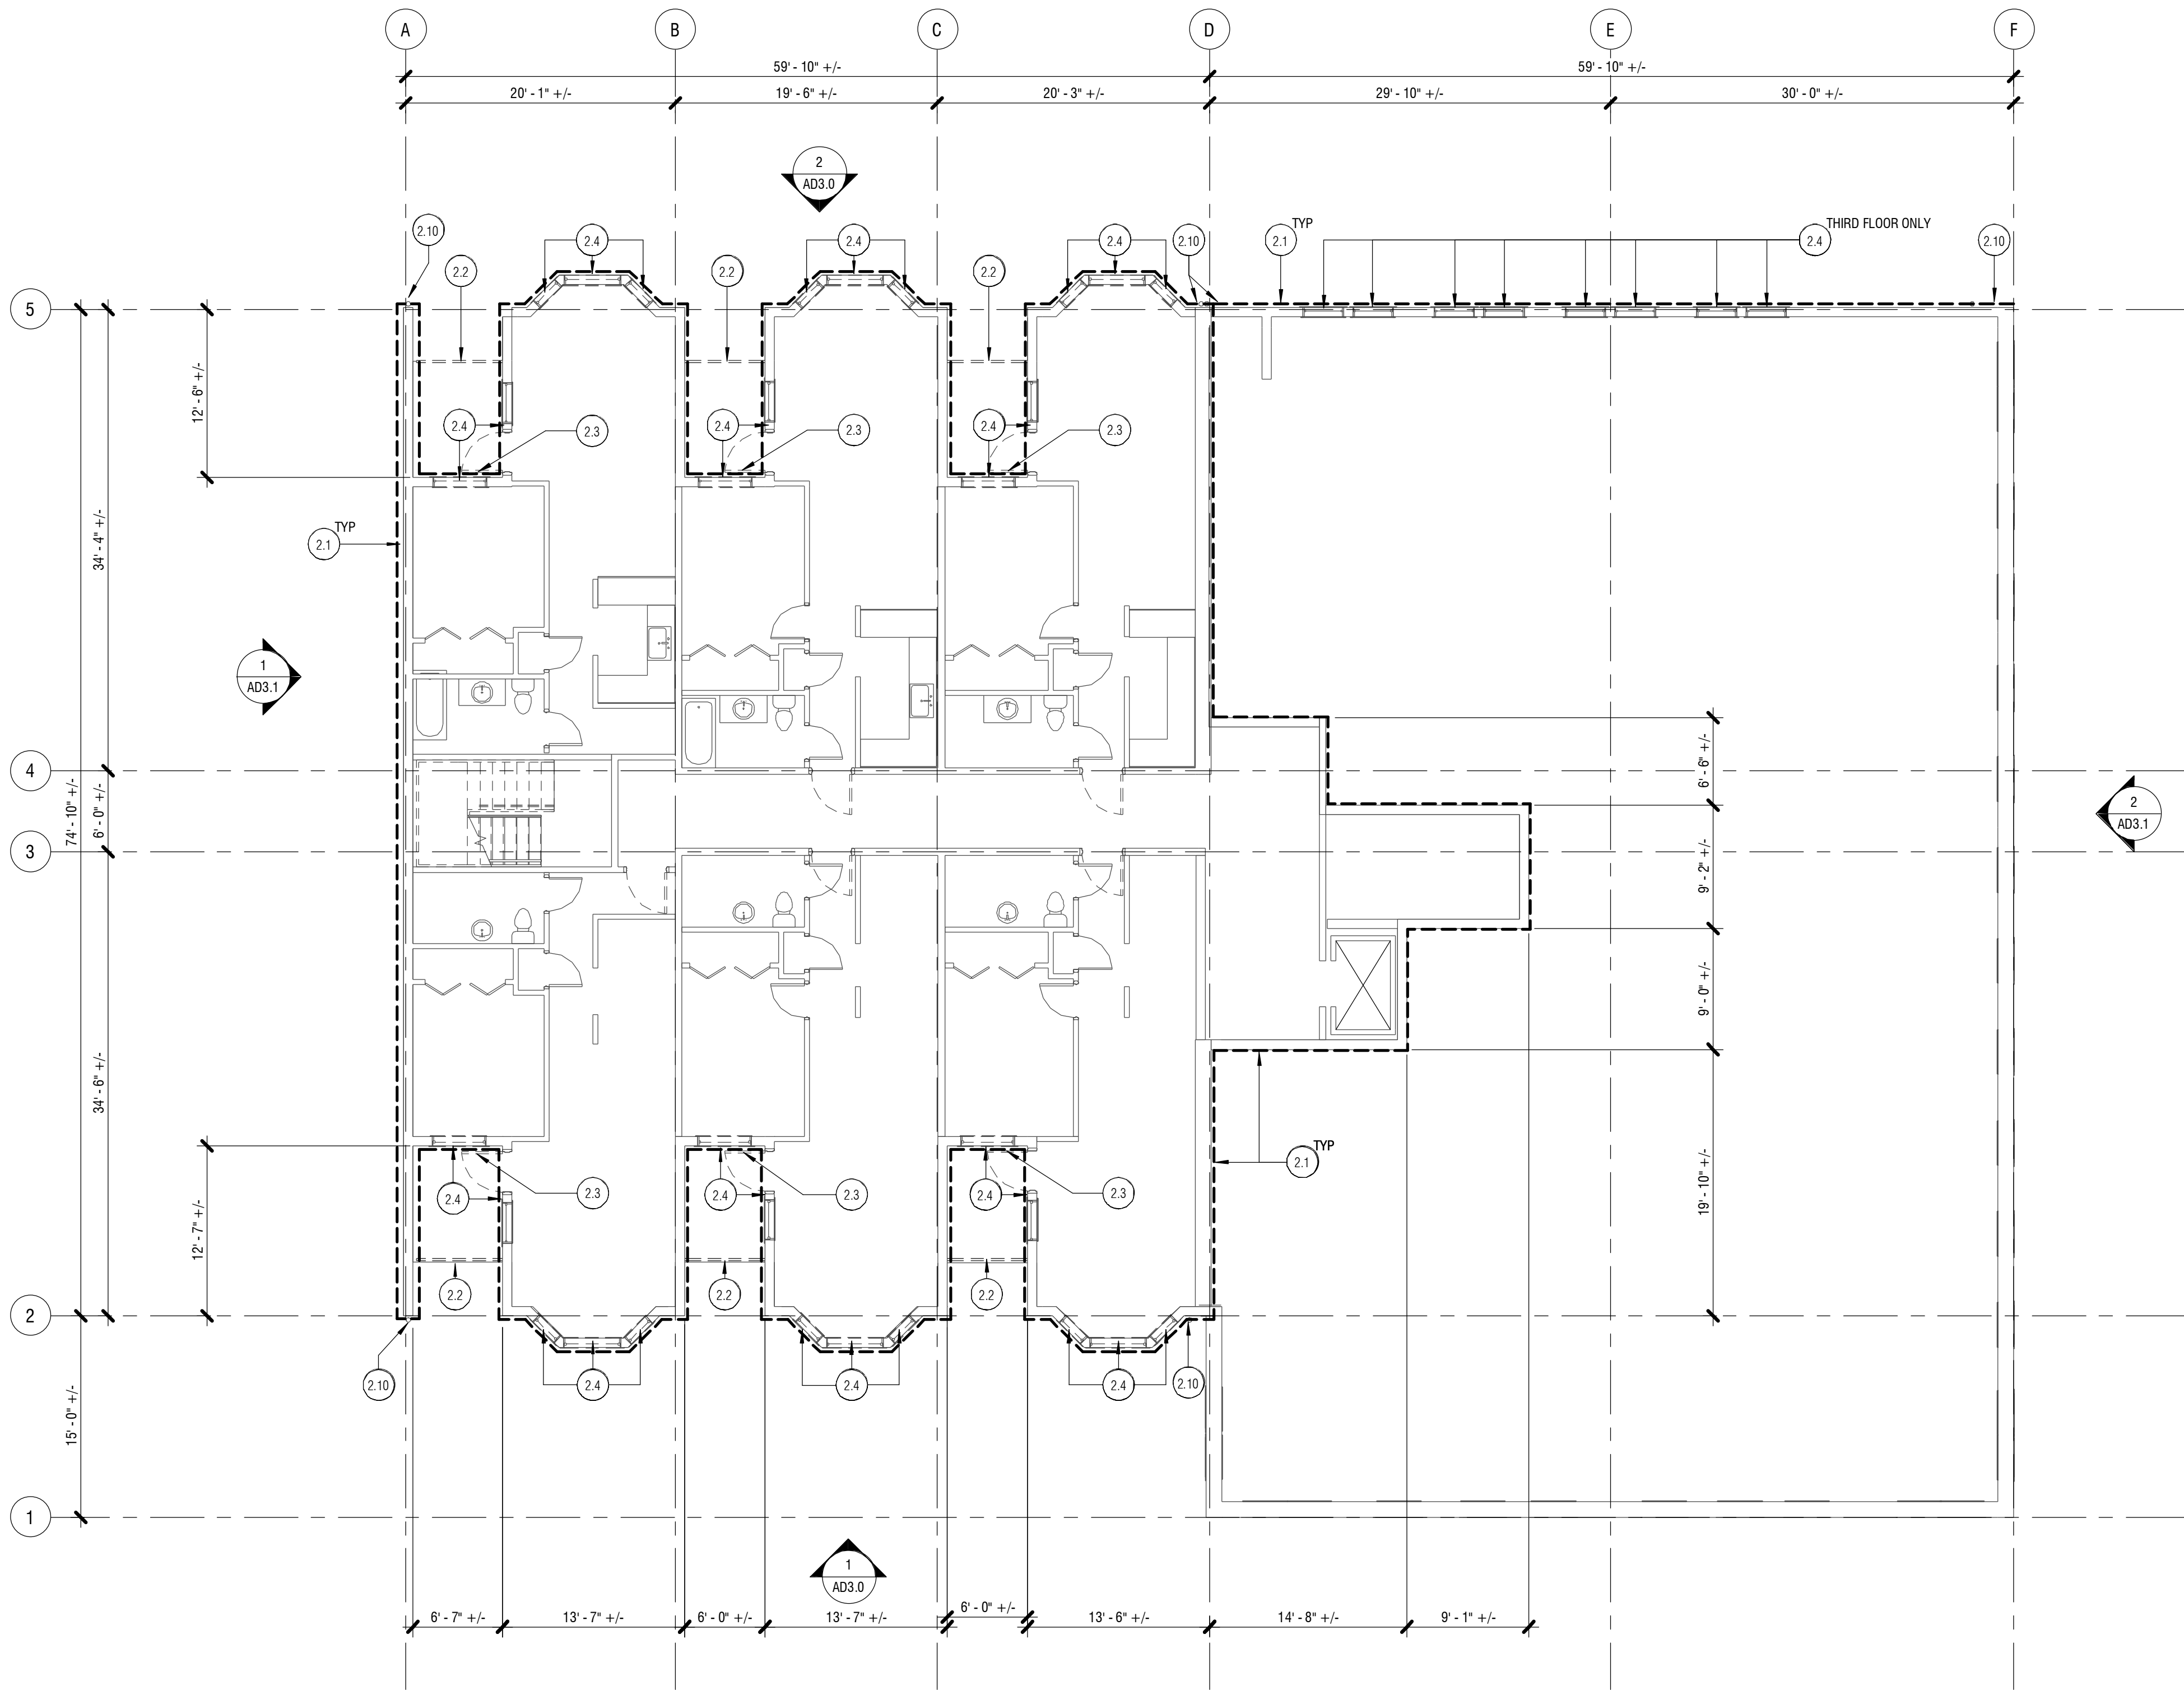 A
B
C
D
E
F
59' - 10" +/-
59' - 10" +/-
20' - 1" +/-
19' - 6" +/-
20' - 3" +/-
29' - 10" +/-
30' - 0" +/-
2
AD3.0
2.10
2.4
2.4
2.4
2.10
2.1
TYP
2.4
THIRD FLOOR ONLY
2.10
2.2
2.2
2.2
5
12' - 6" +/-
2.4
2.3
2.4
2.3
2.4
2.3
34' - 4" +/-
2.1
TYP
1
AD3.1
4
6' - 6" +/-
74' - 10" +/-
6' - 0" +/-
2
AD3.1
3
9' - 2" +/-
9' - 0" +/-
34' - 6" +/-
2.1
TYP
19' - 10" +/-
12' - 7" +/-
2.4
2.3
2.4
2.3
2.4
2.3
2.2
2.2
2.2
2
2.10
2.4
2.4
2.4
2.10
15' - 0" +/-
1
1
AD3.0
6' - 7" +/-
13' - 7" +/-
6' - 0" +/-
13' - 7" +/-
6' - 0" +/-
13' - 6" +/-
14' - 8" +/-
9' - 1" +/-